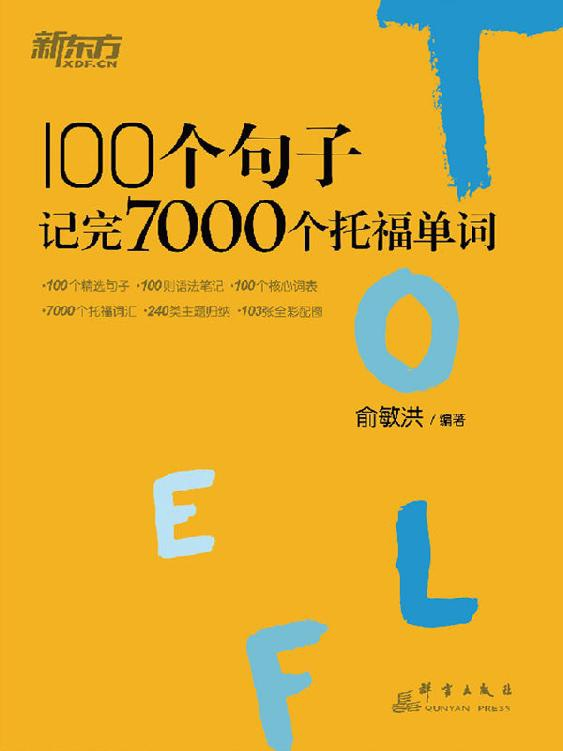 新东方
XDF.CN
100个句子
记完7000个托福单词
·100个精选句子 ·100则语法笔记 ·100个核心词表
·7000个托福词汇 ·240类主题归纳 ·103张全彩配图
T
O
俞敏洪 / 编著
E
L
F
群言出版社
QUNYAN PRESS